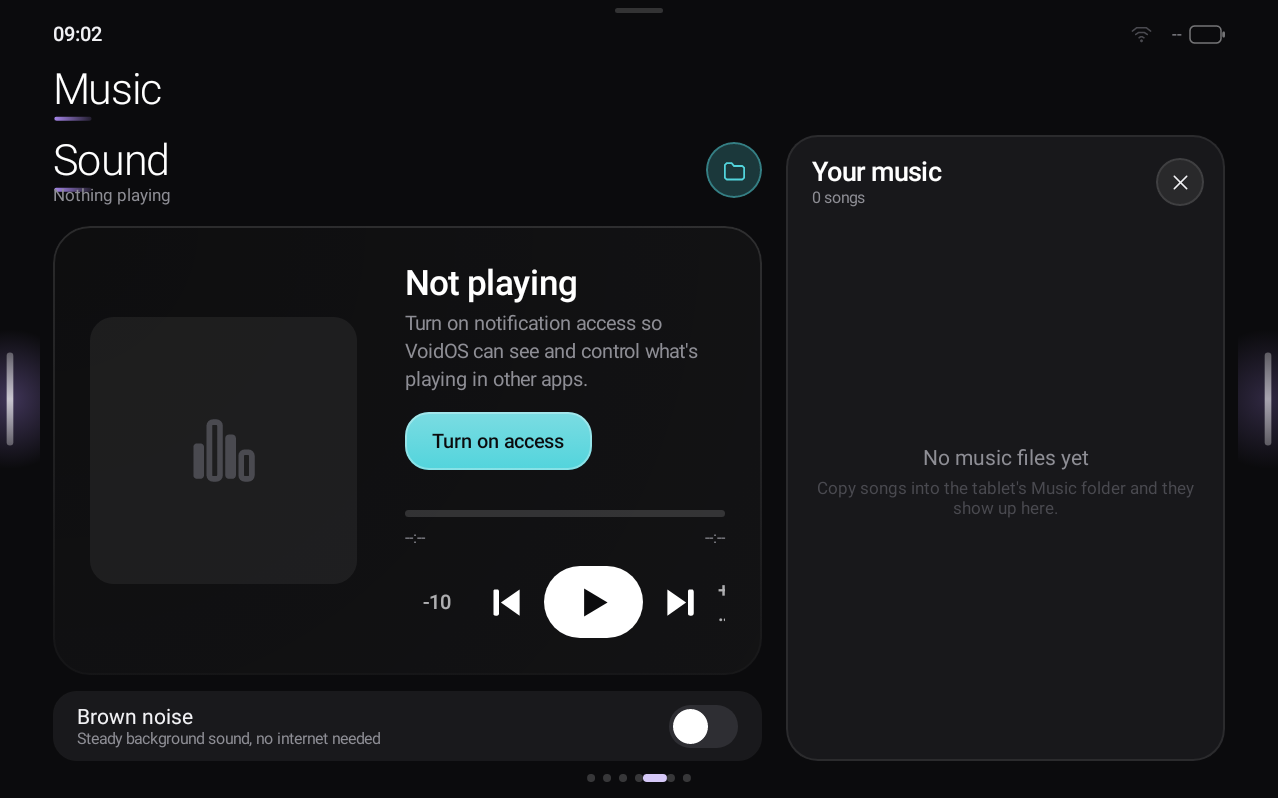 09:02
--
Music
Sound
Nothing playing
Your music
0 songs
Not playing
Turn on notification access so
VoidOS can see and control what's
playing in other apps.
Turn on access
--:--
--:--
-10
No music files yet
Copy songs into the tablet's Music folder and they
show up here.
Brown noise
Steady background sound, no internet needed